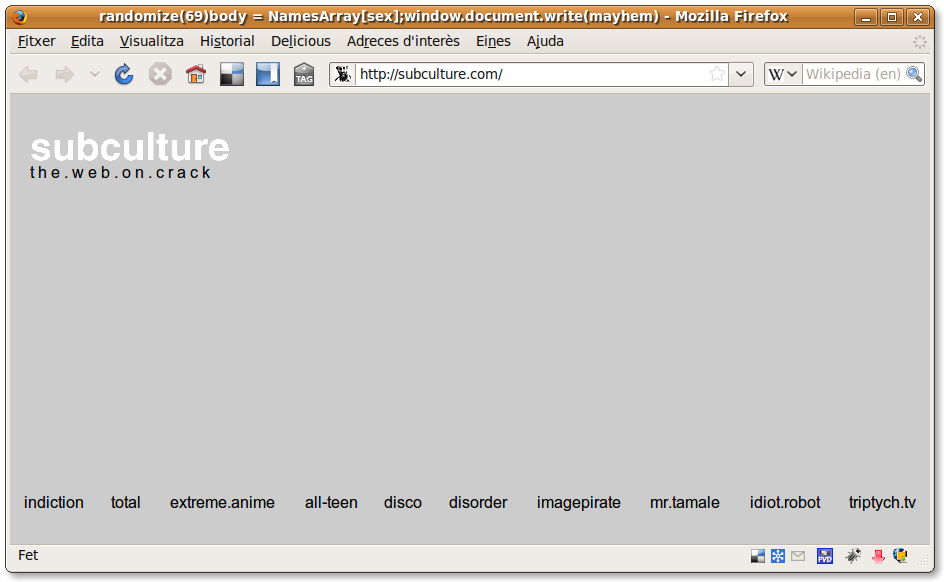 randomize(69)body = NamesArray[sex];window.document.write(mayhem) - Mozilla Firefox
Fitxer Edita Visualitza Historial Delicious Adreces d'interès Eines Ajuda
TAG http://subculture.com/ W Wikipedia (en)
subculture
the.web.on.crack
indiction total extreme.anime all-teen disco disorder imagepirate mr.tamale idiot.robot triptych.tv
Fet PVD